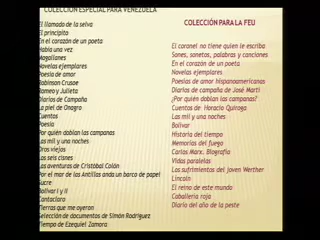 COLECCIÓN ESPECIAL PARA VENEZUELA
El llamado de la selva
El principito
En el corazón de un poeta
Había una vez
Magallanes
Novelas ejemplares
Poesía de amor
Robinson Crusoe
Romeo y Julieta
Diarios de Campaña
La piel de Onagro
Cuentos
Poesía
Por quién doblan las campanas
Las mil y una noches
Otros viejos
Los seis cisnes
Las aventuras de Cristóbal Colón
Por el mar de las Antillas anda un barco de papel
Sucre
Bolívar I y II
Cantaclaro
Tierras que me oyeron
Selección de documentos de Simón Rodríguez
Tiempo de Ezequiel Zamora
COLECCIÓN PARA LA FEU
El coronel no tiene quien le escriba
Sones, sonetos, palabras y canciones
En el corazón de un poeta
Novelas ejemplares
Poesías de amor hispanoamericanas
Diarios de campaña de José Martí
¿Por quién doblan las campanas?
Cuentos de Horacio Quiroga
Las mil y una noches
Bolívar
Historia del tiempo
Memorias del fuego
Carlos Marx. Biografía
Vidas paralelas
Los sufrimientos del joven Werther
Lincoln
El reino de este mundo
Caballería roja
Diario del año de la peste